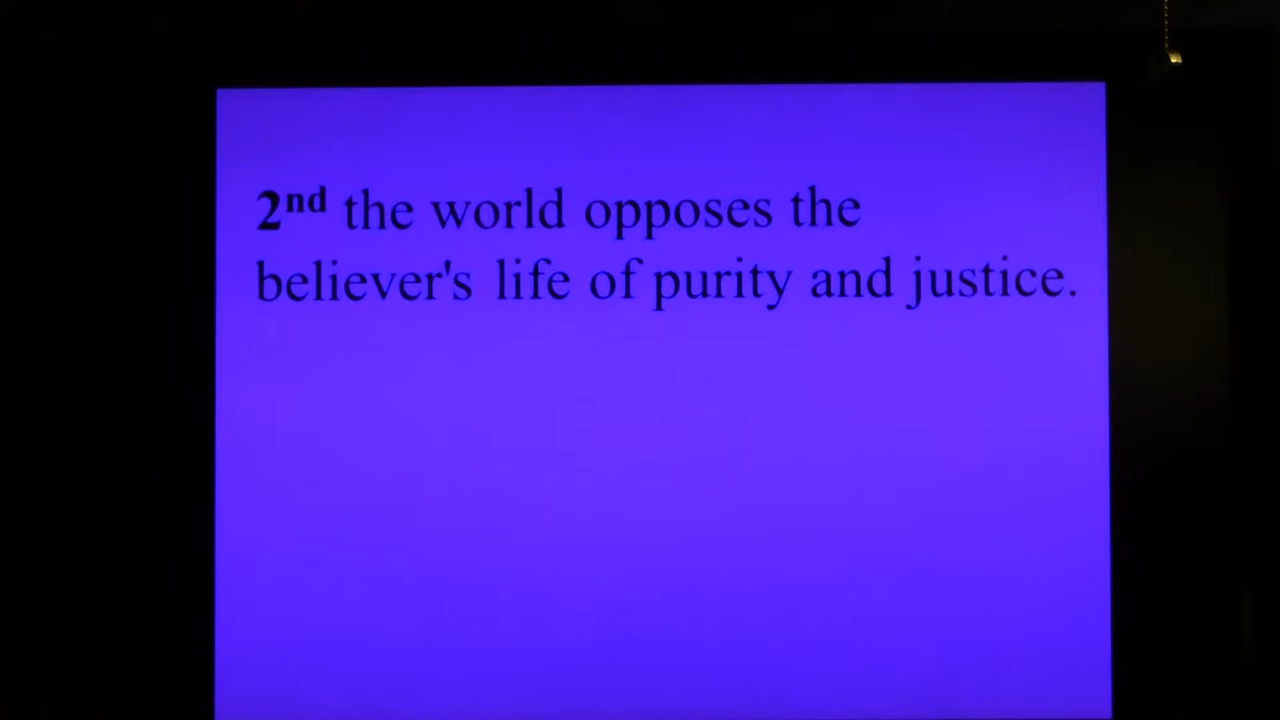 2nd the world opposes the
believer's life of purity and justice.